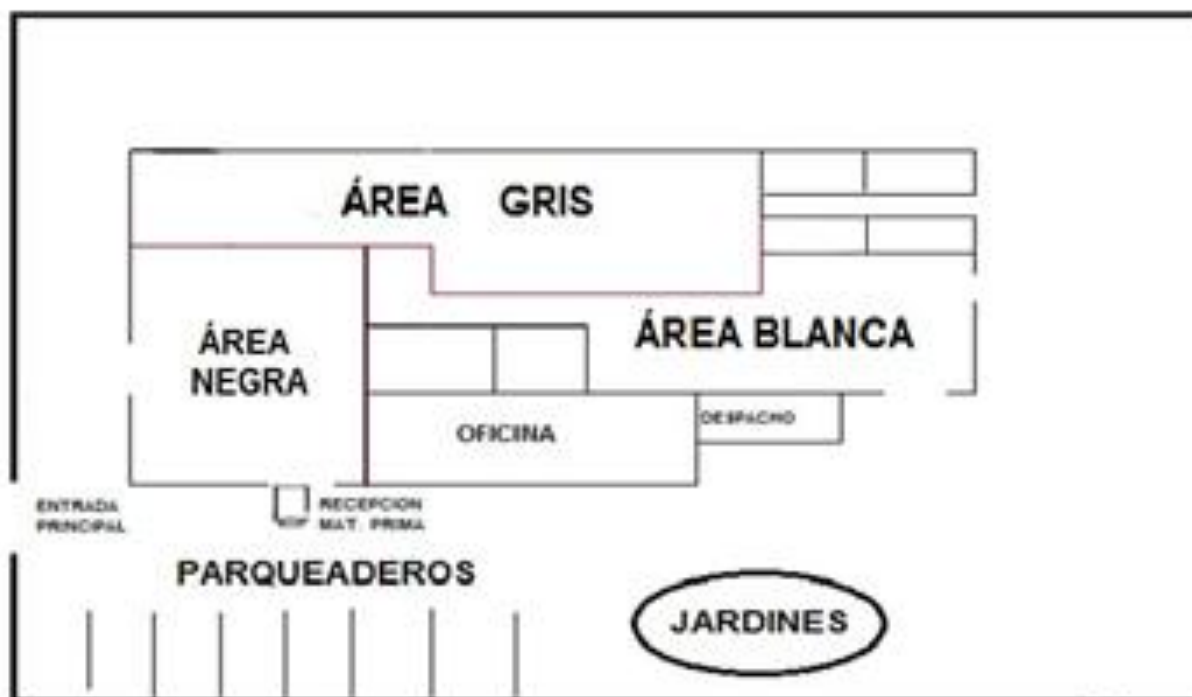 ÁREA GRIS
ÁREA BLANCA
ÁREA
NEGRA
DESPACHO
OFICINA
ENTRADA
PRINCIPAL
RECEPCION
MAT. PRIMA
PARQUEADEROS
JARDINES